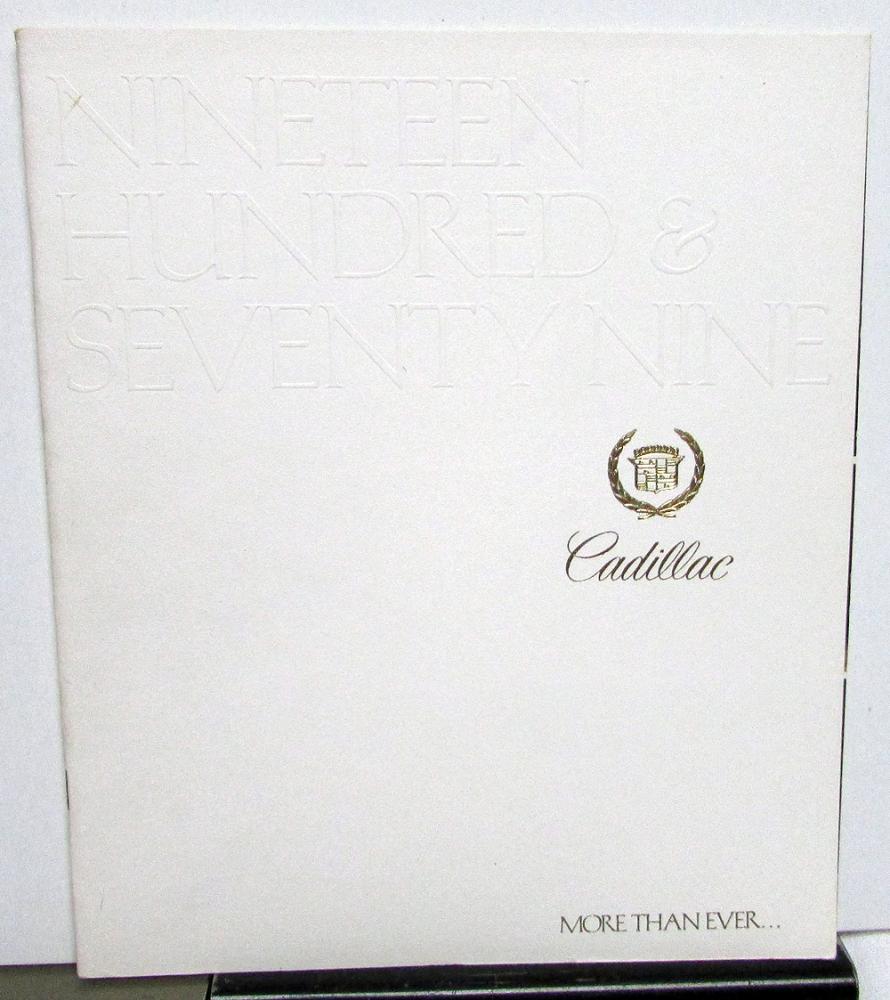 NINETEEN
HUNDRED &
SEVENTY NINE
Cadillac
MORE THAN EVER...